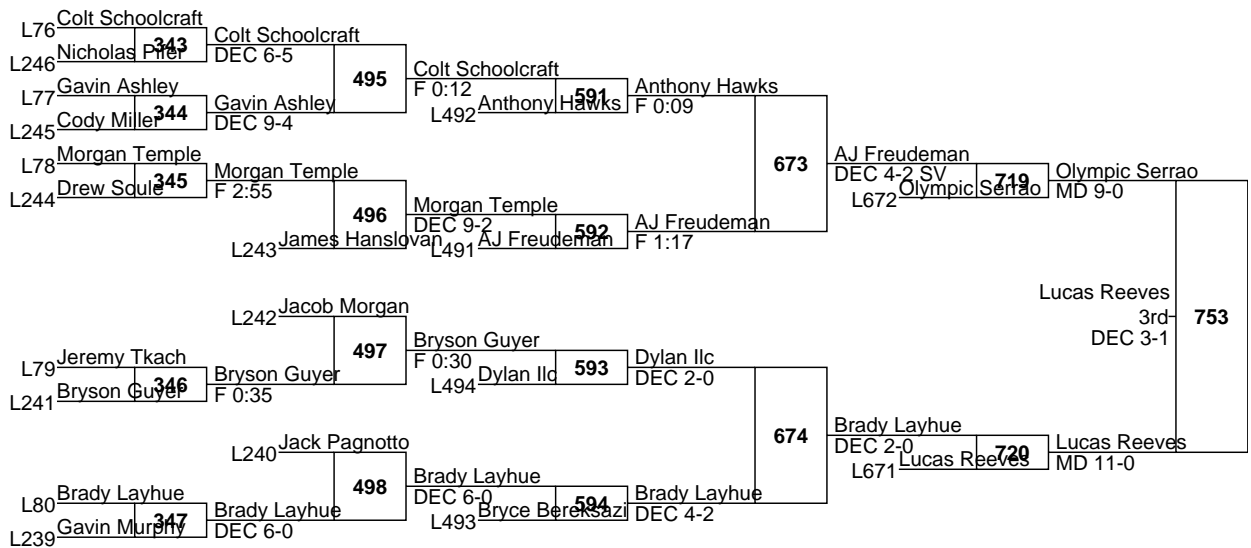 L76 Colt Schoolcraft
343
L246 Nicholas Pifer
Colt Schoolcraft
DEC 6-5
L77 Gavin Ashley
344
L245 Cody Miller
Gavin Ashley
DEC 9-4
495
Colt Schoolcraft
F 0:12
L492 Anthony Hawks
591
Anthony Hawks
F 0:09
L78 Morgan Temple
345
L244 Drew Soule
Morgan Temple
F 2:55
L243 James Hanslovan
496
Morgan Temple
DEC 9-2
L491 AJ Freudeman
592
AJ Freudeman
F 1:17
673
AJ Freudeman
DEC 4-2 SV
L672 Olympic Serrao
719
Olympic Serrao
MD 9-0
L242 Jacob Morgan
L79 Jeremy Tkach
346
L241 Bryson Guyer
Bryson Guyer
F 0:35
497
Bryson Guyer
F 0:30
L494 Dylan Ilc
593
Dylan Ilc
DEC 2-0
L240 Jack Pagnotto
L80 Brady Layhue
347
L239 Gavin Murphy
Brady Layhue
DEC 6-0
498
Brady Layhue
DEC 6-0
L493 Bryce Bereksazi
594
Brady Layhue
DEC 4-2
674
Brady Layhue
DEC 2-0
L671 Lucas Reeves
720
Lucas Reeves
MD 11-0
Lucas Reeves
3rd
DEC 3-1
753